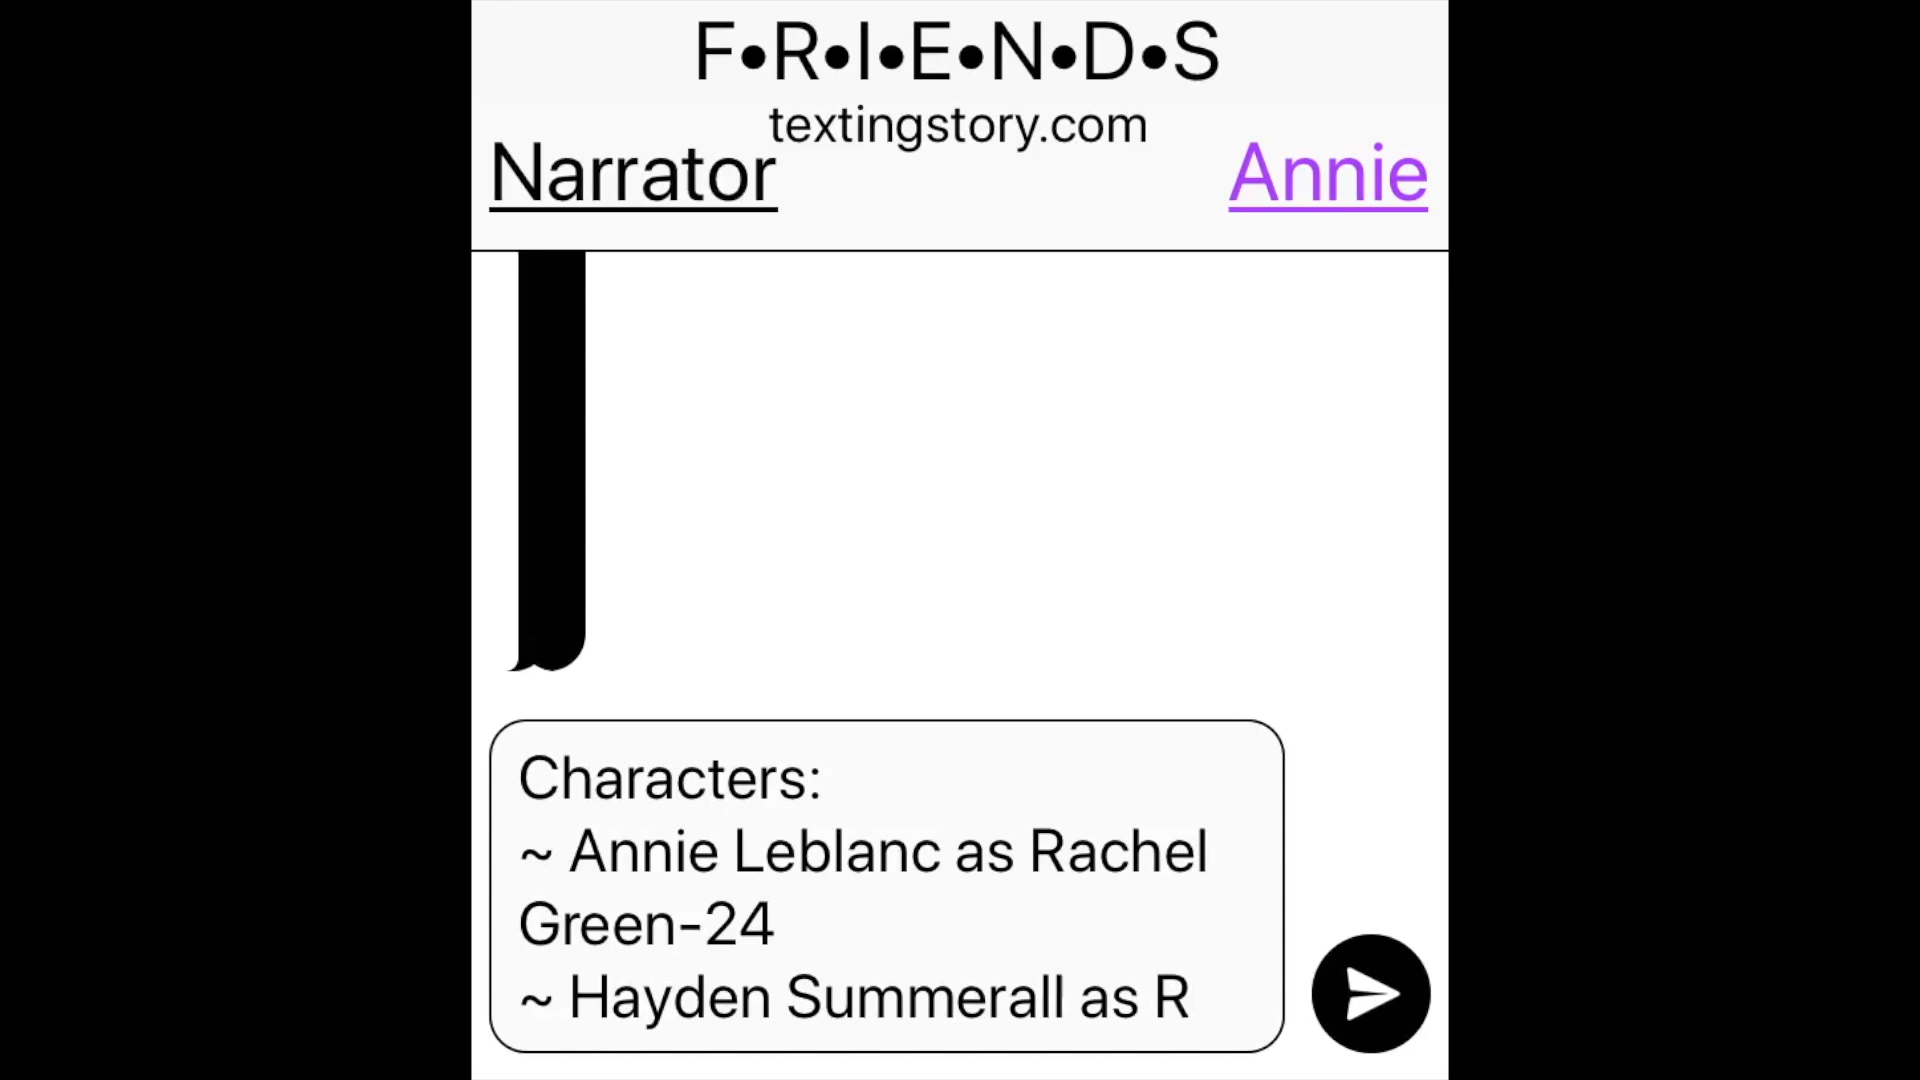 F•R•I•E•N•D•S
textingstory.com
Narrator
Annie
Characters:
~ Annie Leblanc as Rachel
Green-24
~ Hayden Summerall as R